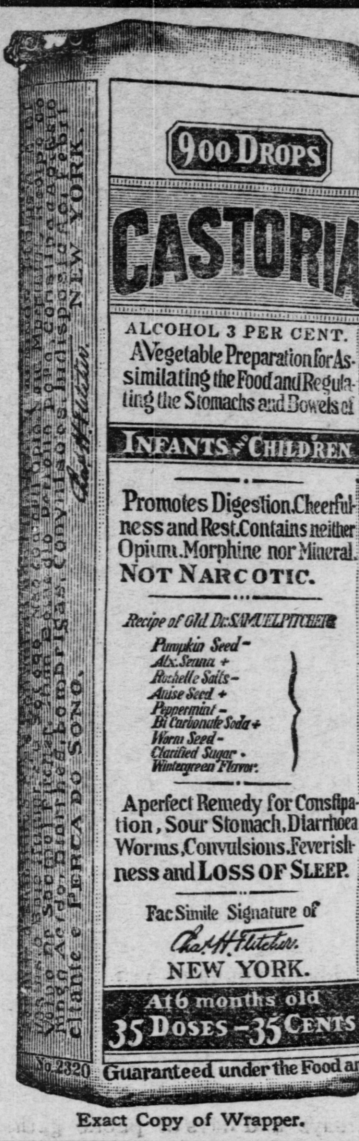 900 DROPS
CASTORIA
ALCOHOL 3 PER CENT.
A Vegetable Preparation for As-
similating the Food and Regula-
ting the Stomachs and Bowels of
INFANTS AND CHILDREN
Promotes Digestion.Cheerful-
ness and Rest.Contains neither
Opium.Morphine nor Mineral.
NOT NARCOTIC.
Recipe of Old Dr. SAMUEL PITCHER
Pumpkin Seed -
Alx. Senna +
Rochelle Salts -
Anise Seed +
Peppermint -
Bi Carbonate Soda +
Worm Seed -
Clarified Sugar -
Wintergreen Flavor.
A perfect Remedy for Constipa-
tion, Sour Stomach, Diarrhoea
Worms, Convulsions. Feverish-
ness and LOSS OF SLEEP.
Fac Simile Signature of
Chas. H. Fletcher.
NEW YORK.
At 6 months old
35 DOSES - 35 CENTS
Guaranteed under the Food an
Chas. H. Fletcher. NEW YORK.
ciiante e PERCA DO SONO.
No. 2320
Exact Copy of Wrapper.